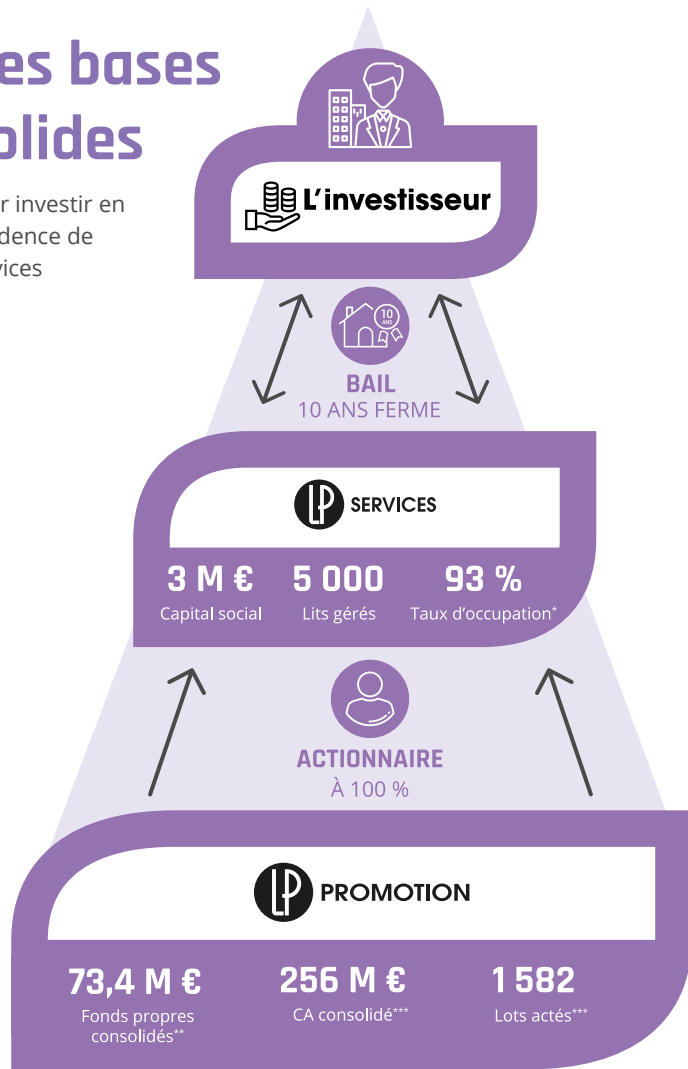 es bases
olides
r investir en
dence de
vices
L'investisseur
10
ANS
BAIL
10 ANS FERME
LP SERVICES
3 M € 5 000 93 %
Capital social Lits gérés Taux d'occupation*
ACTIONNAIRE
À 100 %
LP PROMOTION
73,4 M € 256 M € 1 582
Fonds propres consolidés** CA consolidé*** Lots actés***